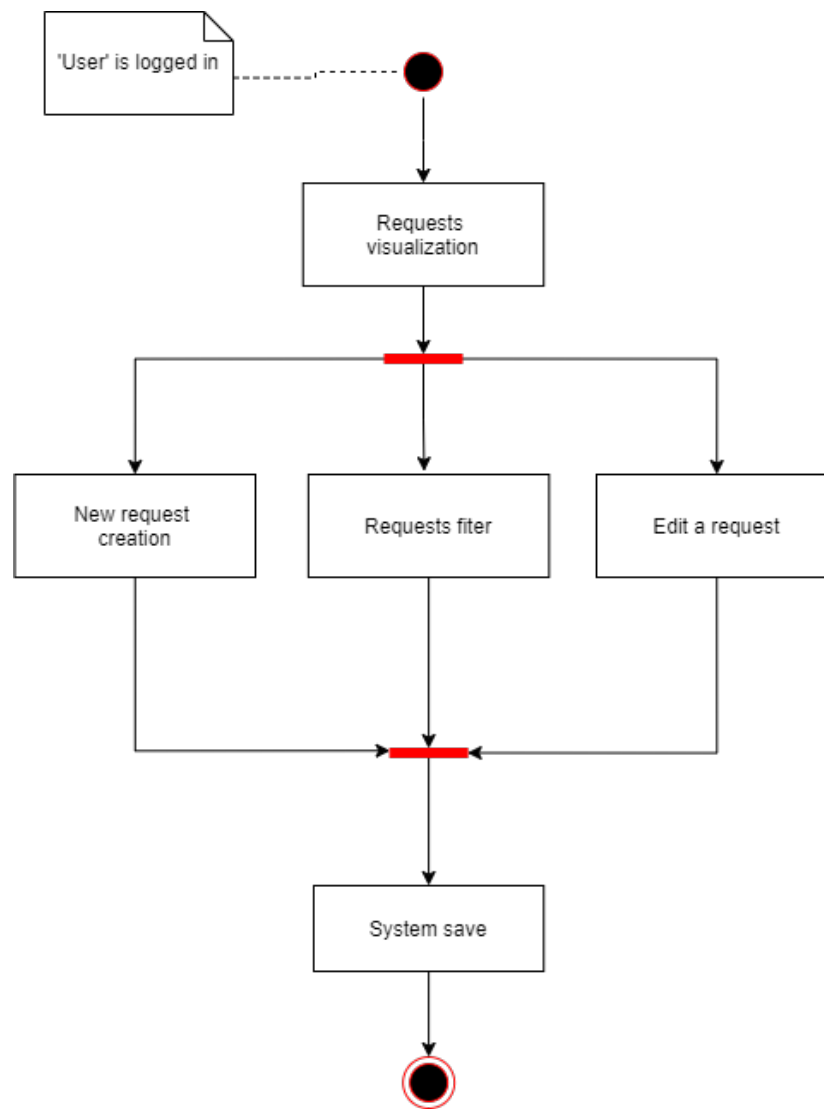 'User' is logged in
Requests
visualization
New request
creation
Requests fiter
Edit a request
System save